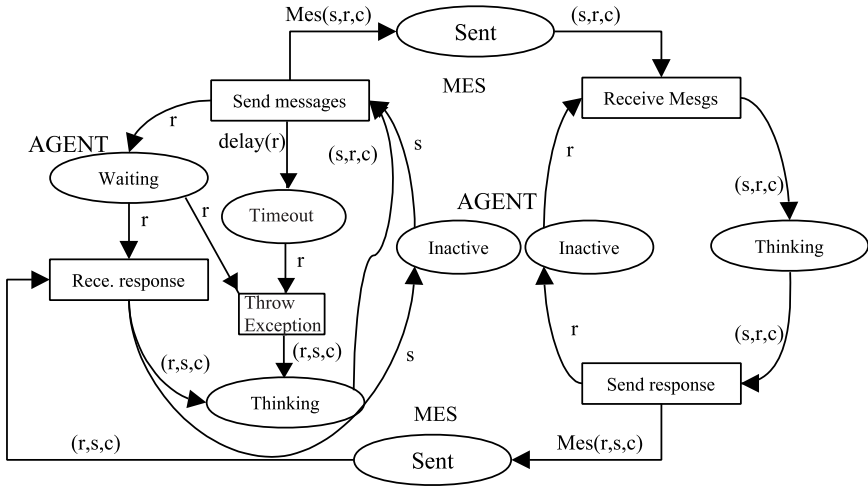 Mes(s,r,c)
Sent
(s,r,c)
MES
Send messages
Receive Mesgs
r
delay(r)
(s,r,c)
s
r
(s,r,c)
AGENT
Waiting
AGENT
Timeout
r
r
Inactive
Inactive
Thinking
r
Rece. response
Throw
Exception
(r,s,c)
(r,s,c)
s
r
(s,r,c)
Thinking
Send response
MES
(r,s,c)
Sent
Mes(r,s,c)